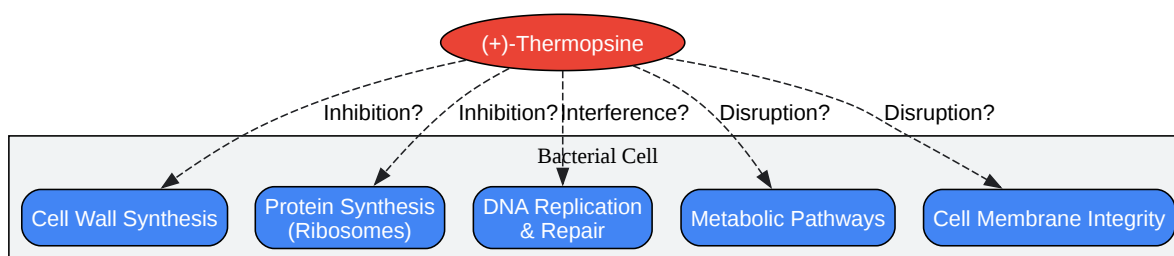 (+)-Thermopsine
Inhibition?
Inhibition?
Interference?
Disruption?
Disruption?
Bacterial Cell
Cell Wall Synthesis
Protein Synthesis
(Ribosomes)
DNA Replication
& Repair
Metabolic Pathways
Cell Membrane Integrity